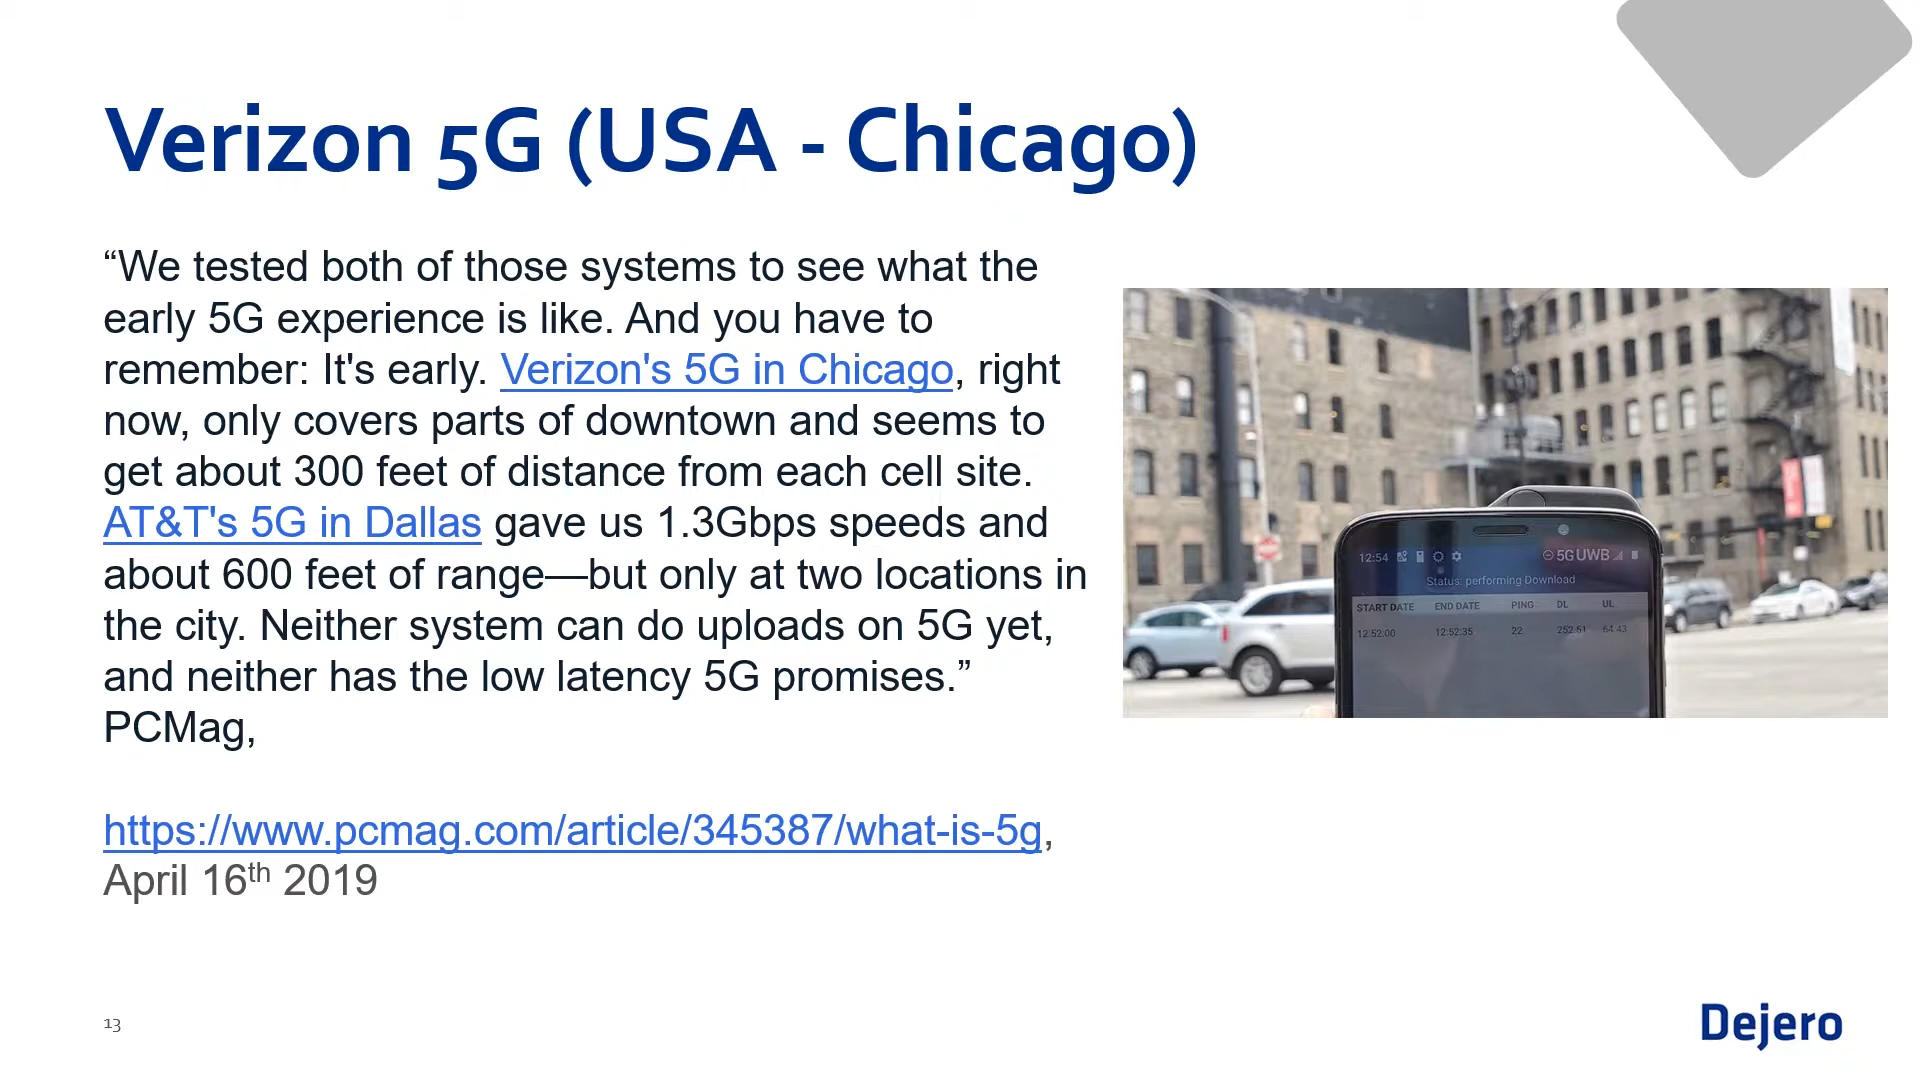 Verizon 5G (USA - Chicago)
“We tested both of those systems to see what the
early 5G experience is like. And you have to
remember: It's early. Verizon's 5G in Chicago, right
now, only covers parts of downtown and seems to
get about 300 feet of distance from each cell site.
AT&T's 5G in Dallas gave us 1.3Gbps speeds and
about 600 feet of range—but only at two locations in
the city. Neither system can do uploads on 5G yet,
and neither has the low latency 5G promises.”
PCMag,
https://www.pcmag.com/article/345387/what-is-5g,
April 16th 2019
12:54 5G UWB
Status: performing Download
START DATE END DATE PING DL UL
12:52:00 12:52:35 22 252.51 64.43
13
Dejero